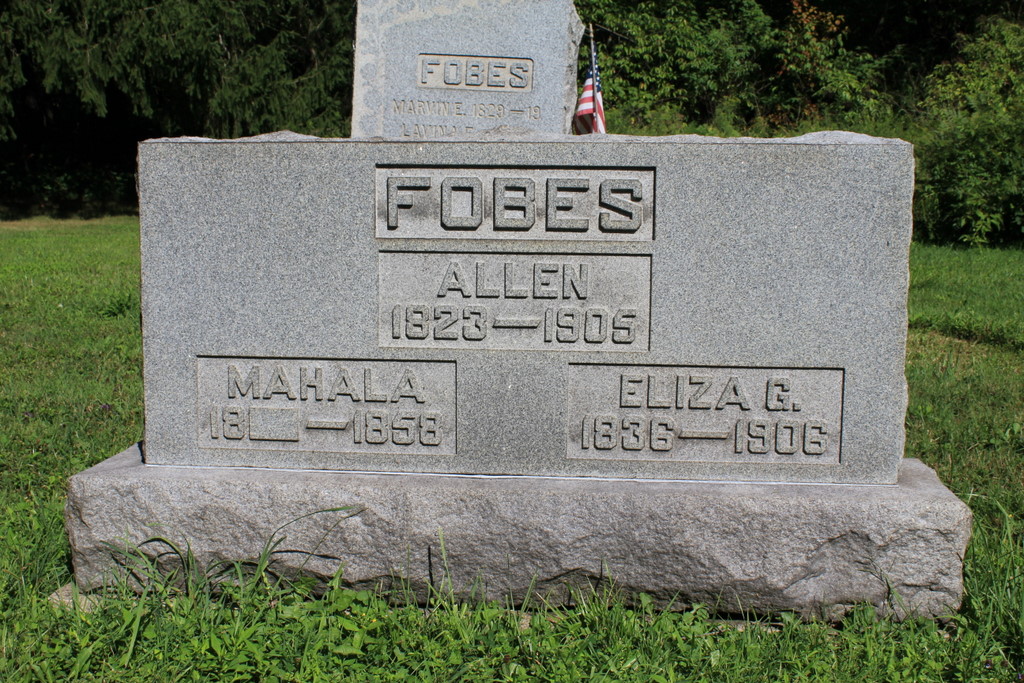 FOBES
MARVIN E. 1829 — 19
FOBES
ALLEN
1823 — 1905
MAHALA
18 — 1858
ELIZA G.
1836 — 1906